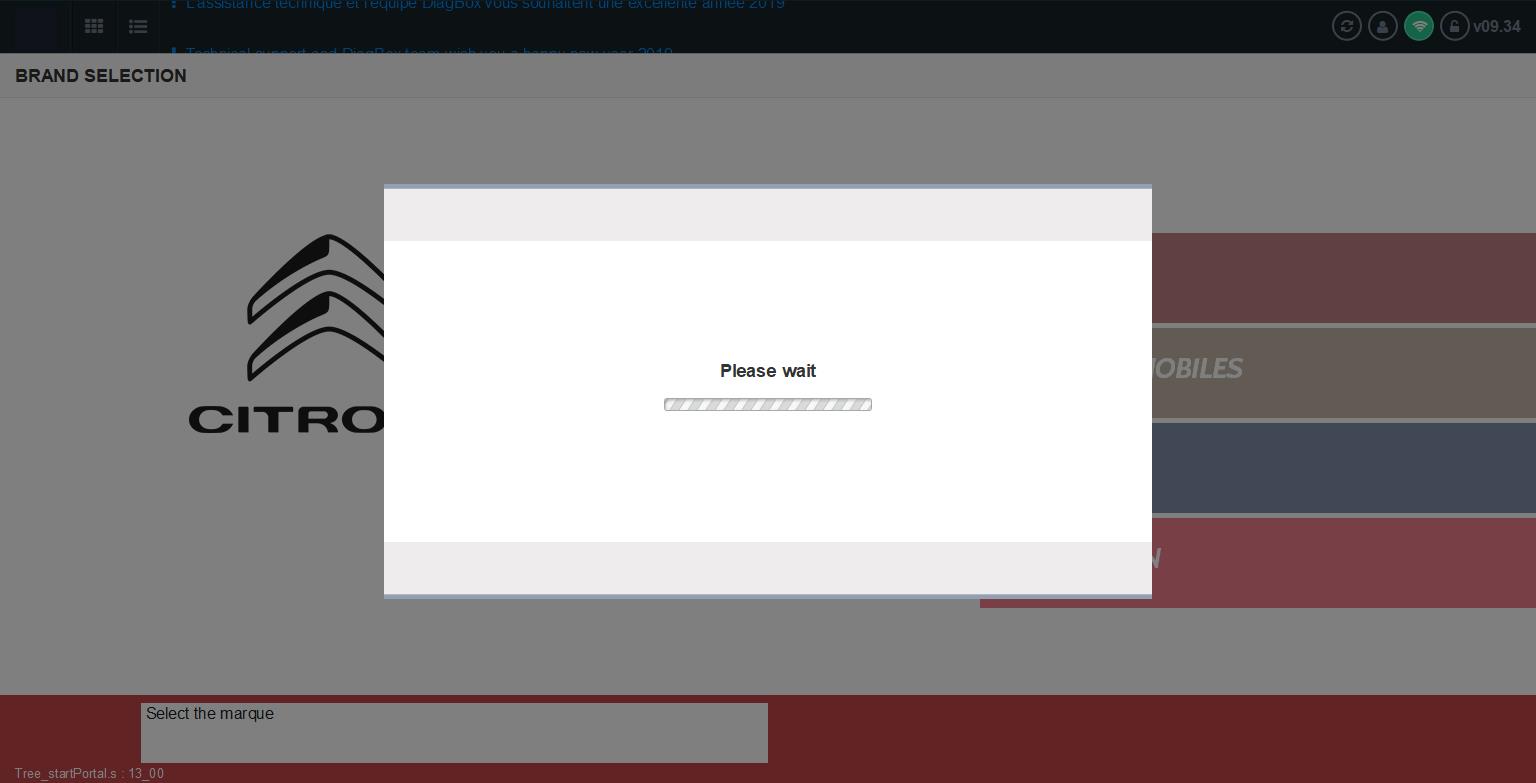 L'assistance technique et l'équipe DiagBox vous souhaitent une excellente année 2019
Technical support and DiagBox team wish you a happy new year 2019
v09.34
BRAND SELECTION
Please wait
CITRO
OBILES
N
Select the marque
Tree_startPortal.s : 13_00